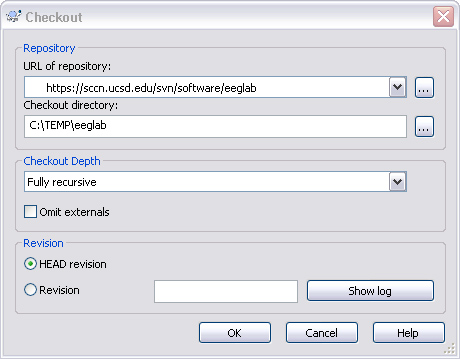 Checkout
Repository
URL of repository:
https://sccn.ucsd.edu/svn/software/eeglab
...
Checkout directory:
C:\TEMP\eeglab
...
Checkout Depth
Fully recursive
Omit externals
Revision
HEAD revision
Revision
Show log
OK
Cancel
Help